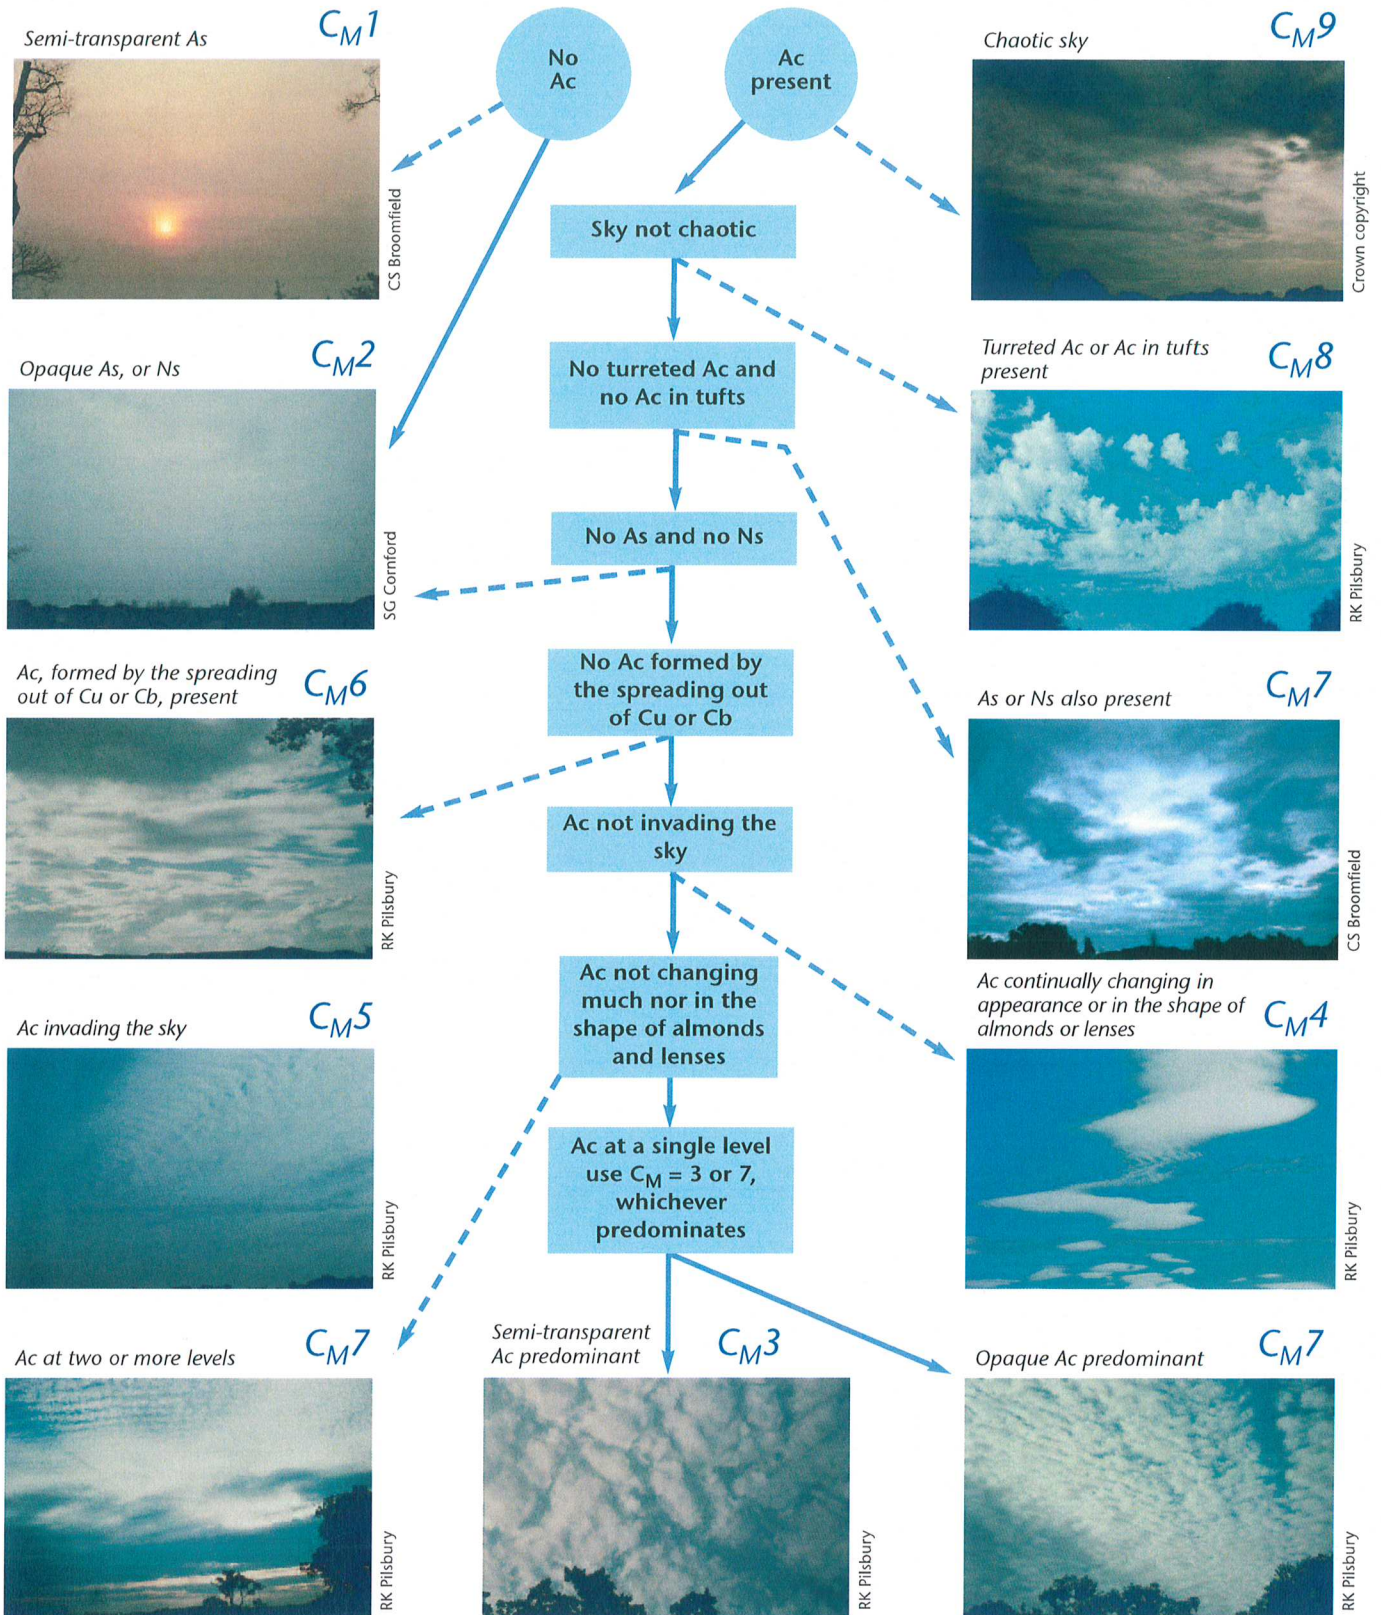 Semi-transparent As
CM1
CS Broomfield
No
Ac
Ac
present
Chaotic sky
CM9
Crown copyright
Sky not chaotic
Opaque As, or Ns
CM2
SG Cornford
No turreted Ac and
no Ac in tufts
Turreted Ac or Ac in tufts
present
CM8
RK Pilsbury
No As and no Ns
Ac, formed by the spreading
out of Cu or Cb, present
CM6
RK Pilsbury
No Ac formed by
the spreading out
of Cu or Cb
As or Ns also present
CM7
CS Broomfield
Ac not invading the
sky
Ac invading the sky
CM5
RK Pilsbury
Ac not changing
much nor in the
shape of almonds
and lenses
Ac continually changing in
appearance or in the shape of
almonds or lenses
CM4
RK Pilsbury
Ac at a single level
use CM = 3 or 7,
whichever
predominates
Ac at two or more levels
CM7
RK Pilsbury
Semi-transparent
Ac predominant
CM3
RK Pilsbury
Opaque Ac predominant
CM7
RK Pilsbury